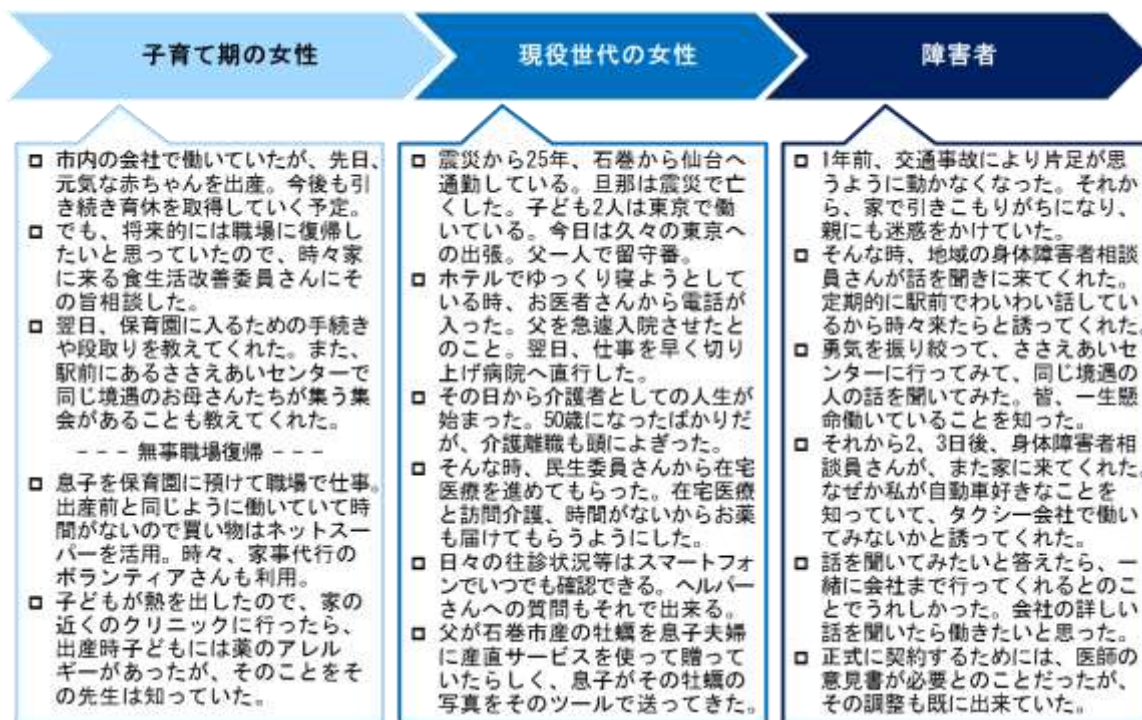 子育て期の女性
□ 市内の会社で働いていたが、先日、
元気な赤ちゃんを出産。今後も引
き続き育休を取得していく予定。
□ でも、将来的には職場に復帰し
たいと思っていたので、時々家
に来る食生活改善委員さんにそ
の旨相談した。
□ 翌日、保育園に入るための手続き
や段取りを教えてくれた。また、
駅前にあるささえあいセンターで
同じ境遇のお母さんたちが集う集
会があることも教えてくれた。
- - - 無事職場復帰 - - -
□ 息子を保育園に預けて職場で仕事。
出産前と同じように働いていて時
間がないので買い物はネットスー
パーを活用。時々、家事代行の
ボランティアさんも利用。
□ 子どもが熱を出したので、家の
近くのクリニックに行ったら、
出産時子どもには薬のアレル
ギーがあったが、そのことをそ
の先生は知っていた。
現役世代の女性
□ 震災から25年、石巻から仙台へ
通勤している。旦那は震災で亡
くした。子ども2人は東京で働
いている。今日は久々の東京へ
の出張。父一人で留守番。
□ ホテルでゆっくり寝ようとして
いる時、お医者さんから電話が
入った。父を急遽入院させたと
のこと。翌日、仕事を早く切り
上げ病院へ直行した。
□ その日から介護者としての人生が
始まった。50歳になったばかりだ
が、介護離職も頭によぎった。
□ そんな時、民生委員さんから在宅
医療を進めてもらった。在宅医療
と訪問介護、時間がないからお薬
も届けてもらうようにした。
□ 日々の往診状況等はスマートフォ
ンでいつでも確認できる。ヘルパー
さんへの質問もそれで出来る。
□ 父が石巻市産の牡蠣を息子夫婦
に産直サービスを使って贈って
いたらしく、息子がその牡蠣の
写真をそのツールで送ってきた。
障害者
□ 1年前、交通事故により片足が思
うように動かなくなった。それか
ら、家で引きこもりがちになり、
親にも迷惑をかけていた。
□ そんな時、地域の身体障害者相談
員さんが話を聞きに来てくれた。
定期的に駅前でわいわい話してい
るから時々来たらと誘ってくれた。
□ 勇気を振り絞って、ささえあいセ
ンターに行ってみて、同じ境遇の
人の話を聞いてみた。皆、一生懸
命働いていることを知った。
□ それから2、3日後、身体障害者相
談員さんが、また家に来てくれた。
なぜか私が自動車好きなことを
知っていて、タクシー会社で働い
てみないかと誘ってくれた。
□ 話を聞いてみたいと答えたら、一
緒に会社まで行ってくれるとのこ
とでうれしかった。会社の詳しい
話を聞いたら働きたいと思った。
□ 正式に契約するためには、医師の
意見書が必要とのことだったが、
その調整も既に出来ていた。